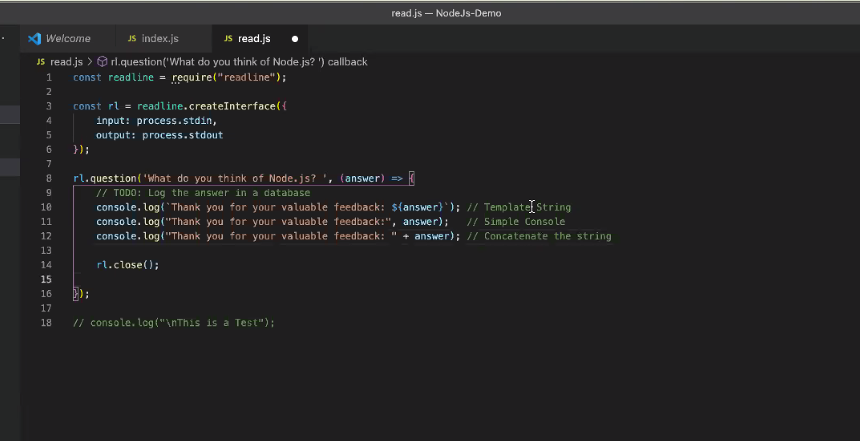 read.js — NodeJs-Demo
Welcome
JS index.js
JS read.js
JS read.js > rl.question('What do you think of Node.js? ') callback
1 const readline = require("readline");
2
3 const rl = readline.createInterface({
4 input: process.stdin,
5 output: process.stdout
6 });
7
8 rl.question('What do you think of Node.js? ', (answer) => {
9 // TODO: Log the answer in a database
10 console.log(`Thank you for your valuable feedback: ${answer}`); // Template String
11 console.log("Thank you for your valuable feedback:", answer); // Simple Console
12 console.log("Thank you for your valuable feedback: " + answer); // Concatenate the string
13
14 rl.close();
15
16 });
17
18 // console.log("\nThis is a Test");